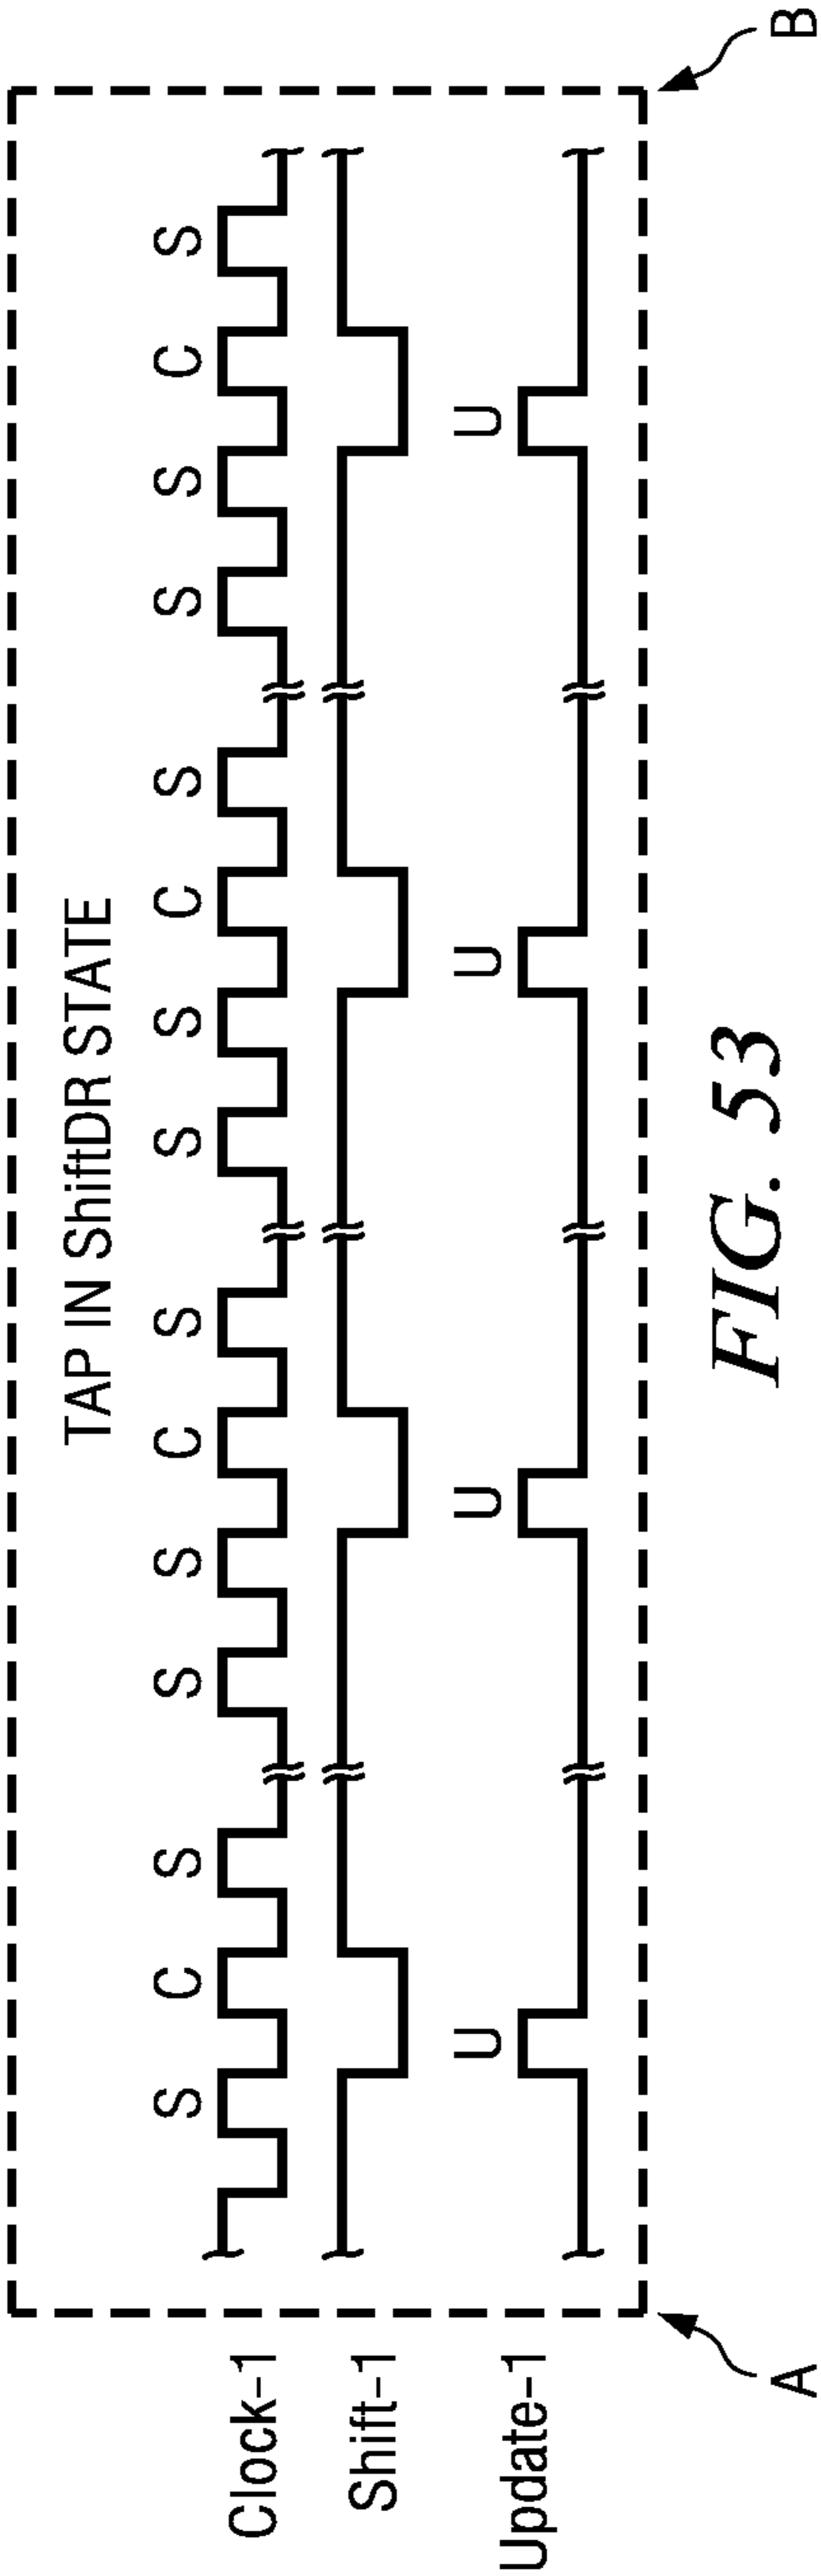 TAP IN ShiftDR STATE
S C S S S C S S S C S S S C S
Clock-1
Shift-1
U U U U
Update-1
A B
FIG. 53